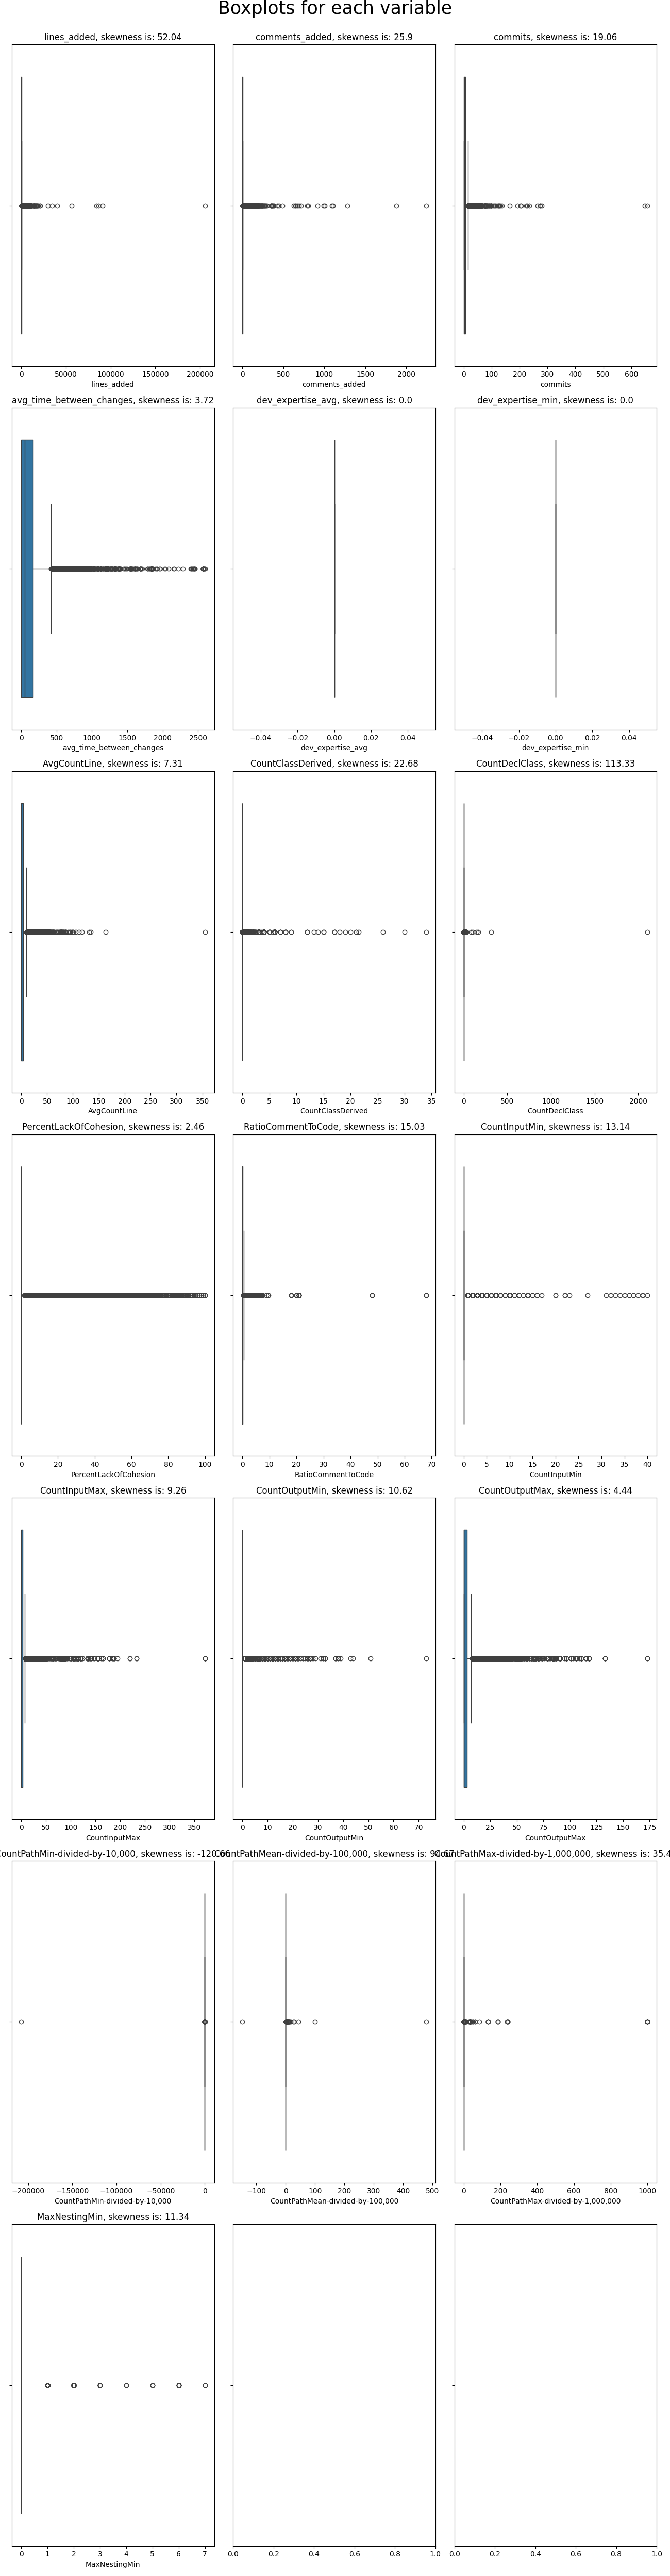 Boxplots for each variable
lines_added, skewness is: 52.04
comments_added, skewness is: 25.9
commits, skewness is: 19.06
0 50000 100000 150000 200000
0 500 1000 1500 2000
0 100 200 300 400 500 600
lines_added
comments_added
commits
avg_time_between_changes, skewness is: 3.72
dev_expertise_avg, skewness is: 0.0
dev_expertise_min, skewness is: 0.0
0 500 1000 1500 2000 2500
−0.04 −0.02 0.00 0.02 0.04
−0.04 −0.02 0.00 0.02 0.04
avg_time_between_changes
dev_expertise_avg
dev_expertise_min
AvgCountLine, skewness is: 7.31
CountClassDerived, skewness is: 22.68
CountDeclClass, skewness is: 113.33
0 50 100 150 200 250 300 350
0 5 10 15 20 25 30 35
0 500 1000 1500 2000
AvgCountLine
CountClassDerived
CountDeclClass
PercentLackOfCohesion, skewness is: 2.46
RatioCommentToCode, skewness is: 15.03
CountInputMin, skewness is: 13.14
0 20 40 60 80 100
0 10 20 30 40 50 60 70
0 5 10 15 20 25 30 35 40
PercentLackOfCohesion
RatioCommentToCode
CountInputMin
CountInputMax, skewness is: 9.26
CountOutputMin, skewness is: 10.62
CountOutputMax, skewness is: 4.44
0 50 100 150 200 250 300 350
0 10 20 30 40 50 60 70
0 25 50 75 100 125 150 175
CountInputMax
CountOutputMin
CountOutputMax
CountPathMin-divided-by-10,000, skewness is: -120.66
CountPathMean-divided-by-100,000, skewness is:
CountPathMax-divided-by-1,000,000, skewness is: 35.4
−200000 −150000 −100000 −50000 0
−100 0 100 200 300 400 500
0 200 400 600 800 1000
CountPathMin-divided-by-10,000
CountPathMean-divided-by-100,000
CountPathMax-divided-by-1,000,000
MaxNestingMin, skewness is: 11.34
0 1 2 3 4 5 6 7
0.0 0.2 0.4 0.6 0.8 1.0
0.0 0.2 0.4 0.6 0.8 1.0
MaxNestingMin